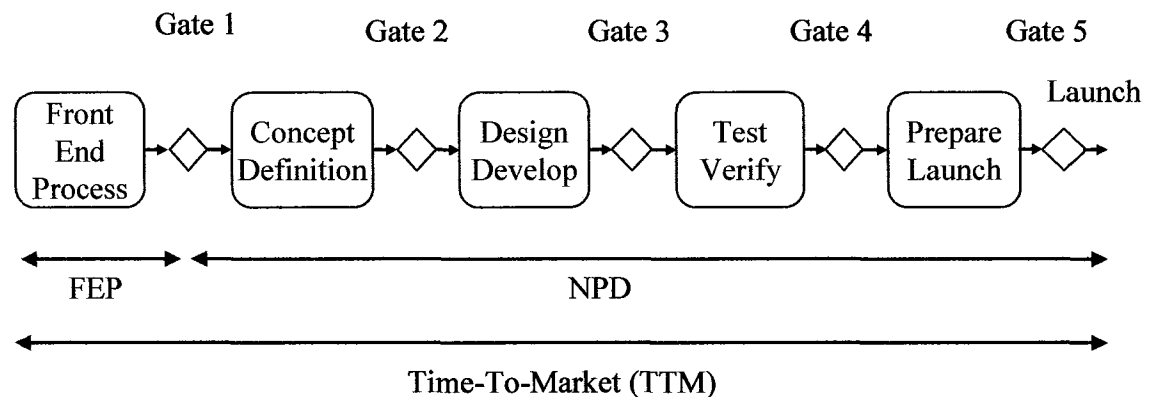 Gate 1
Gate 2
Gate 3
Gate 4
Gate 5
Launch
Front
End
Process
Concept
Definition
Design
Develop
Test
Verify
Prepare
Launch
FEP
NPD
Time-To-Market (TTM)